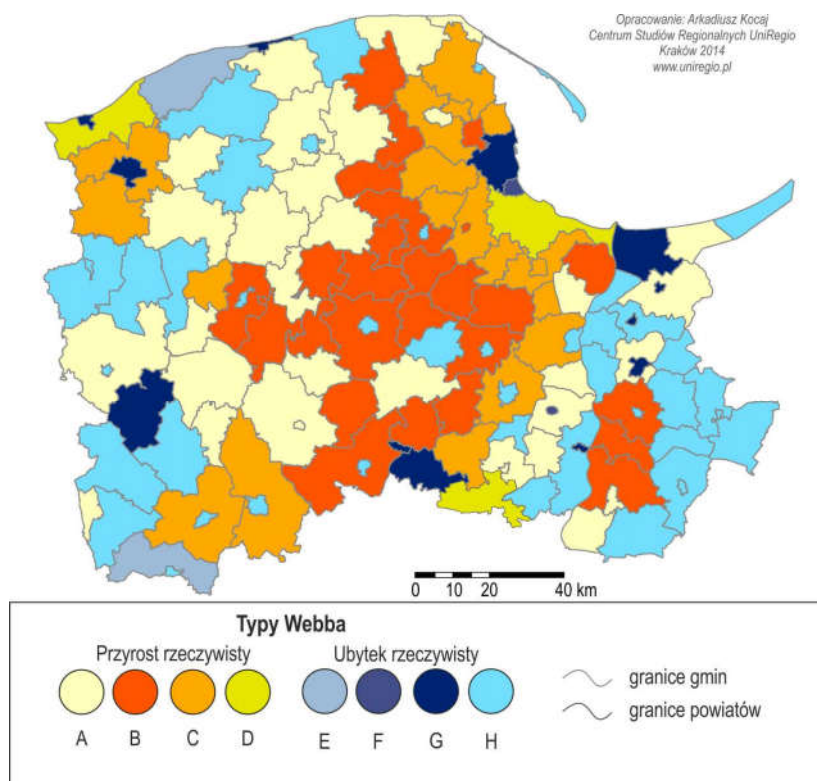 Opracowanie: Arkadiusz Kocaj
Centrum Studiów Regionalnych UniRegio
Kraków 2014
www.uniregio.pl
0 10 20 40 km
Typy Webba
Przyrost rzeczywisty Ubytek rzeczywisty
A B C D E F G H
granice gmin
granice powiatów